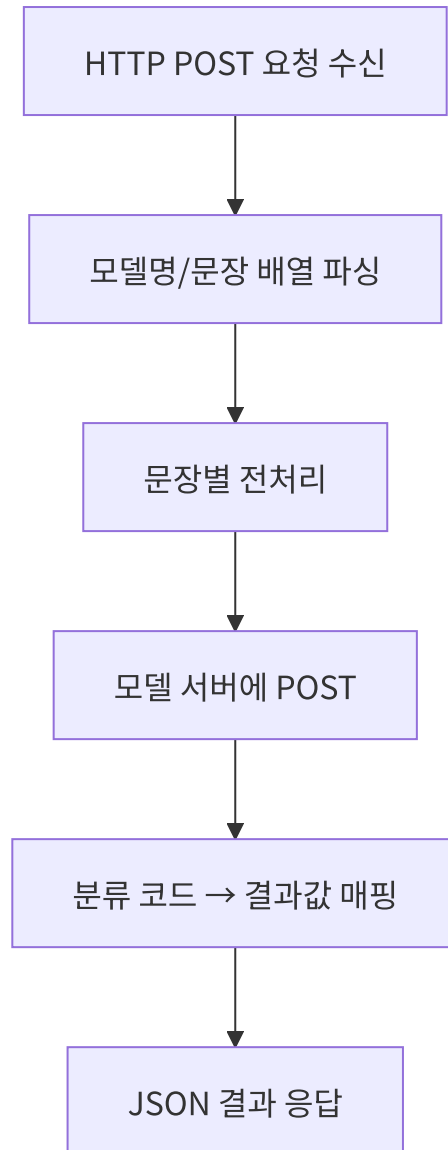 HTTP POST 요청 수신
모델명/문장 배열 파싱
문장별 전처리
모델 서버에 POST
분류 코드 → 결과값 매핑
JSON 결과 응답